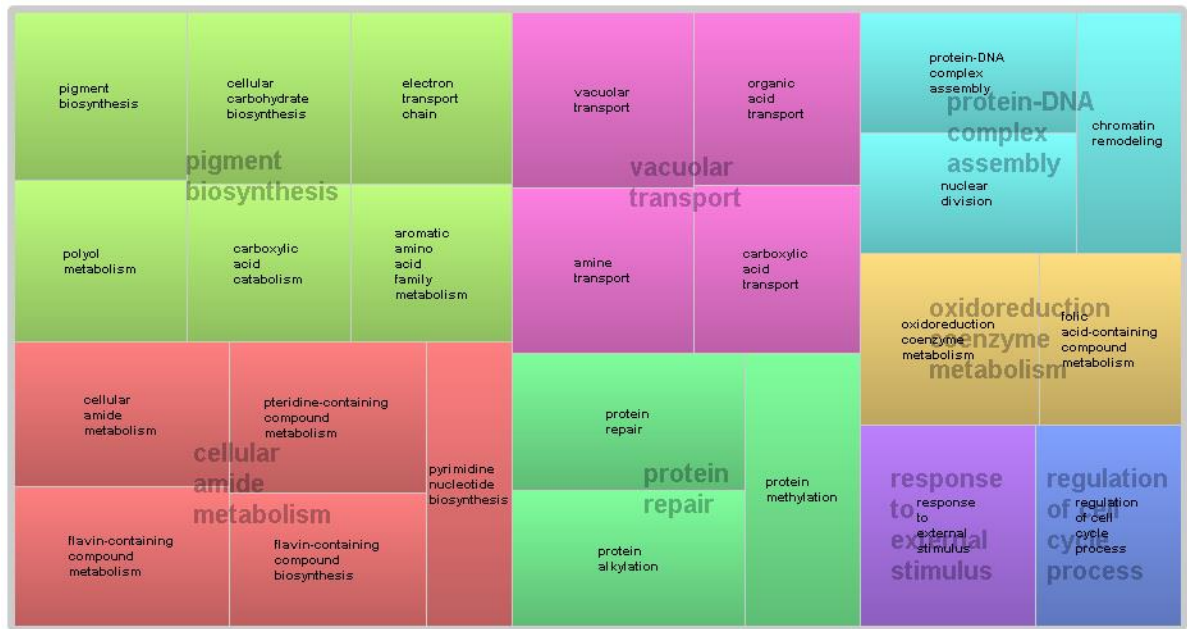 pigment
biosynthesis
cellular
carbohydrate
biosynthesis
electron
transport
chain
pigment
biosynthesis
polyol
metabolism
carboxylic
acid
catabolism
aromatic
amino
acid
family
metabolism
vacuolar
transport
organic
acid
transport
vacuolar
transport
amine
transport
carboxylic
acid
transport
protein-DNA
complex
assembly
protein-DNA
complex
assembly
chromatin
remodeling
nuclear
division
oxidoreduction
coenzyme
metabolism
oxidoreduction
coenzyme
metabolism
folic
acid-containing
compound
metabolism
cellular
amide
metabolism
pteridine-containing
compound
metabolism
cellular
amide
metabolism
pyrimidine
nucleotide
biosynthesis
flavin-containing
compound
metabolism
flavin-containing
compound
biosynthesis
protein
repair
protein
repair
protein
methylation
protein
alkylation
response
to
external
stimulus
response
to
external
stimulus
regulation
of cell
cycle
process
regulation
of cell
cycle
process